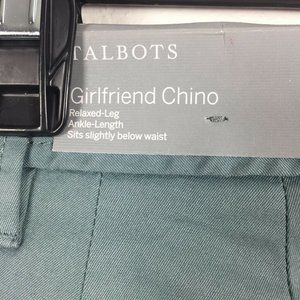 TALBOTS
Girlfriend Chino
Relaxed-Leg
Ankle-Length
Sits slightly below waist